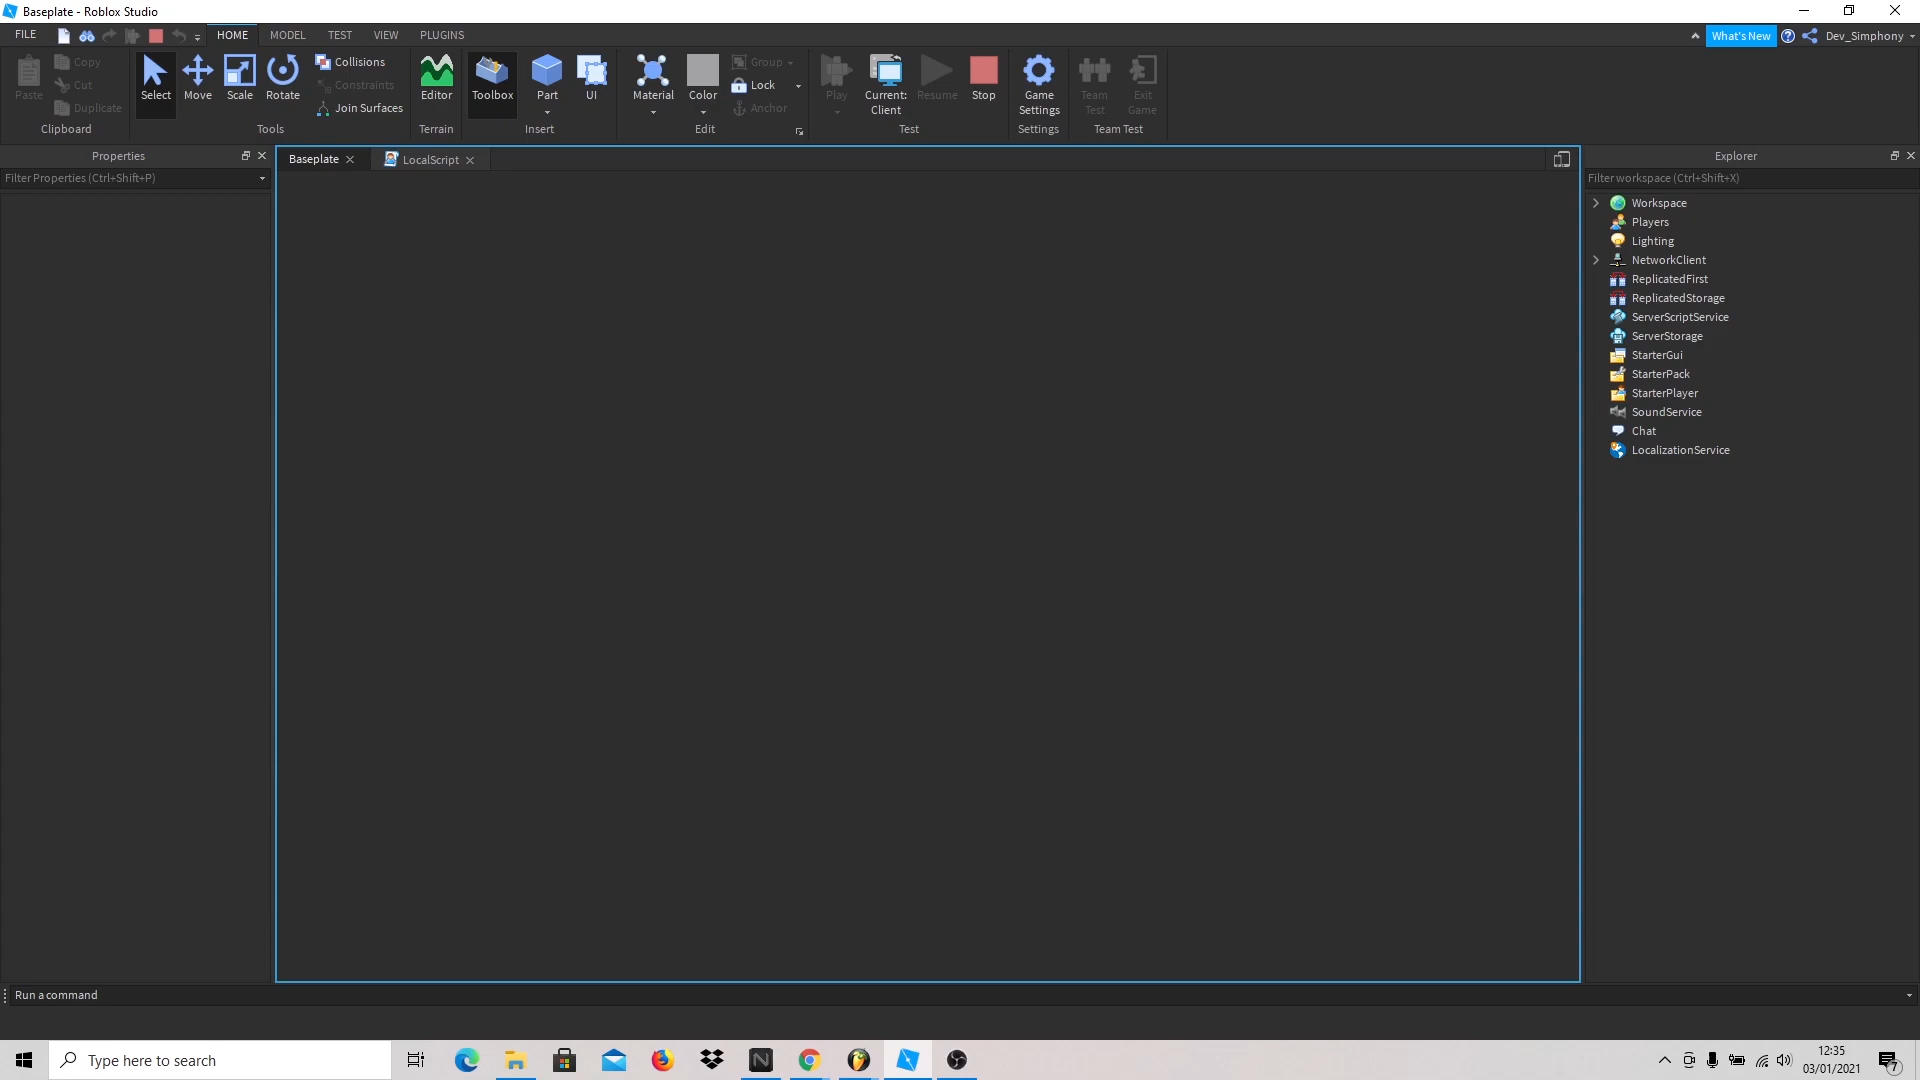 Baseplate - Roblox Studio
FILE
HOME
MODEL
TEST
VIEW
PLUGINS
What's New
Dev_Simphony
Paste
Copy
Cut
Duplicate
Clipboard
Select
Move
Scale
Rotate
Collisions
Constraints
Join Surfaces
Tools
Editor
Terrain
Toolbox
Part
UI
Insert
Material
Color
Group
Lock
Anchor
Edit
Play
Current:
Client
Resume
Stop
Test
Game
Settings
Settings
Team
Test
Exit
Game
Team Test
Properties
Filter Properties (Ctrl+Shift+P)
Baseplate
LocalScript
Explorer
Filter workspace (Ctrl+Shift+X)
Workspace
Players
Lighting
NetworkClient
ReplicatedFirst
ReplicatedStorage
ServerScriptService
ServerStorage
StarterGui
StarterPack
StarterPlayer
SoundService
Chat
LocalizationService
Run a command
Type here to search
12:35
03/01/2021
7